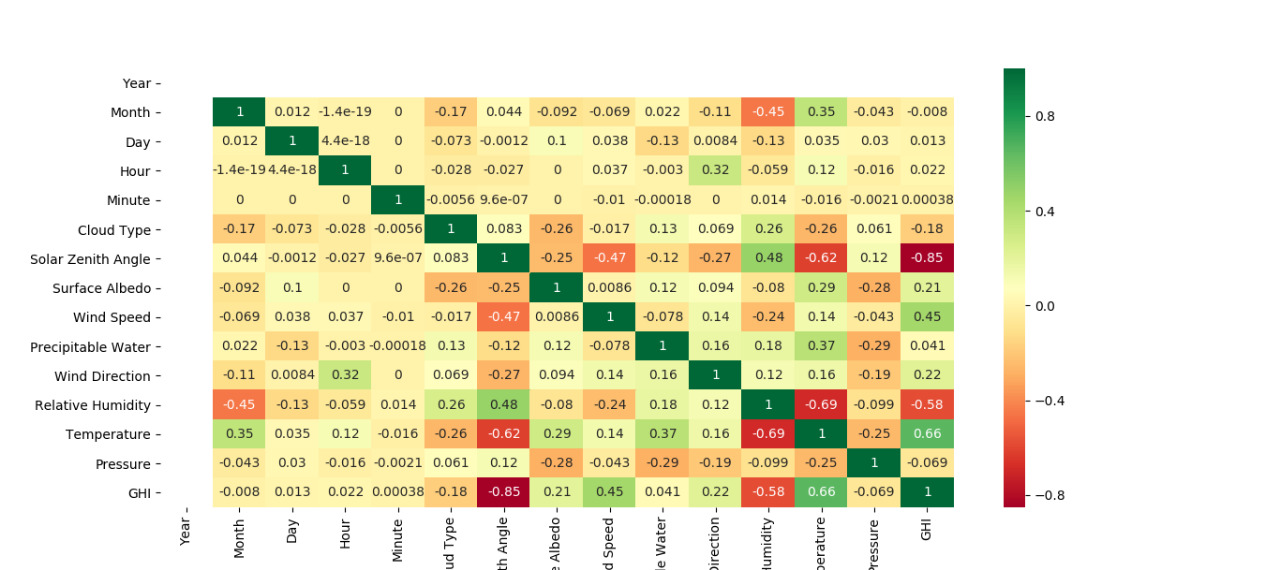 Year
Month 1 0.012 -1.4e-19 0 -0.17 0.044 -0.092 -0.069 0.022 -0.11 -0.45 0.35 -0.043 -0.008
Day 0.012 1 4.4e-18 0 -0.073 -0.0012 0.1 0.038 -0.13 0.0084 -0.13 0.035 0.03 0.013
Hour -1.4e-19 4.4e-18 1 0 -0.028 -0.027 0 0.037 -0.003 0.32 -0.059 0.12 -0.016 0.022
Minute 0 0 0 1 -0.0056 9.6e-07 0 -0.01 -0.00018 0 0.014 -0.016 -0.0021 0.00038
Cloud Type -0.17 -0.073 -0.028 -0.0056 1 0.083 -0.26 -0.017 0.13 0.069 0.26 -0.26 0.061 -0.18
Solar Zenith Angle 0.044 -0.0012 -0.027 9.6e-07 0.083 1 -0.25 -0.47 -0.12 -0.27 0.48 -0.62 0.12 -0.85
Surface Albedo -0.092 0.1 0 0 -0.26 -0.25 1 0.0086 0.12 0.094 -0.08 0.29 -0.28 0.21
Wind Speed -0.069 0.038 0.037 -0.01 -0.017 -0.47 0.0086 1 -0.078 0.14 -0.24 0.14 -0.043 0.45
Precipitable Water 0.022 -0.13 -0.003 -0.00018 0.13 -0.12 0.12 -0.078 1 0.16 0.18 0.37 -0.29 0.041
Wind Direction -0.11 0.0084 0.32 0 0.069 -0.27 0.094 0.14 0.16 1 0.12 0.16 -0.19 0.22
Relative Humidity -0.45 -0.13 -0.059 0.014 0.26 0.48 -0.08 -0.24 0.18 0.12 1 -0.69 -0.099 -0.58
Temperature 0.35 0.035 0.12 -0.016 -0.26 -0.62 0.29 0.14 0.37 0.16 -0.69 1 -0.25 0.66
Pressure -0.043 0.03 -0.016 -0.0021 0.061 0.12 -0.28 -0.043 -0.29 -0.19 -0.099 -0.25 1 -0.069
GHI -0.008 0.013 0.022 0.00038 -0.18 -0.85 0.21 0.45 0.041 0.22 -0.58 0.66 -0.069 1
Year
Month
Day
Hour
Minute
ud Type
th Angle
e Albedo
d Speed
le Water
Direction
Humidity
perature
Pressure
GHI
0.8
0.4
0.0
−0.4
−0.8